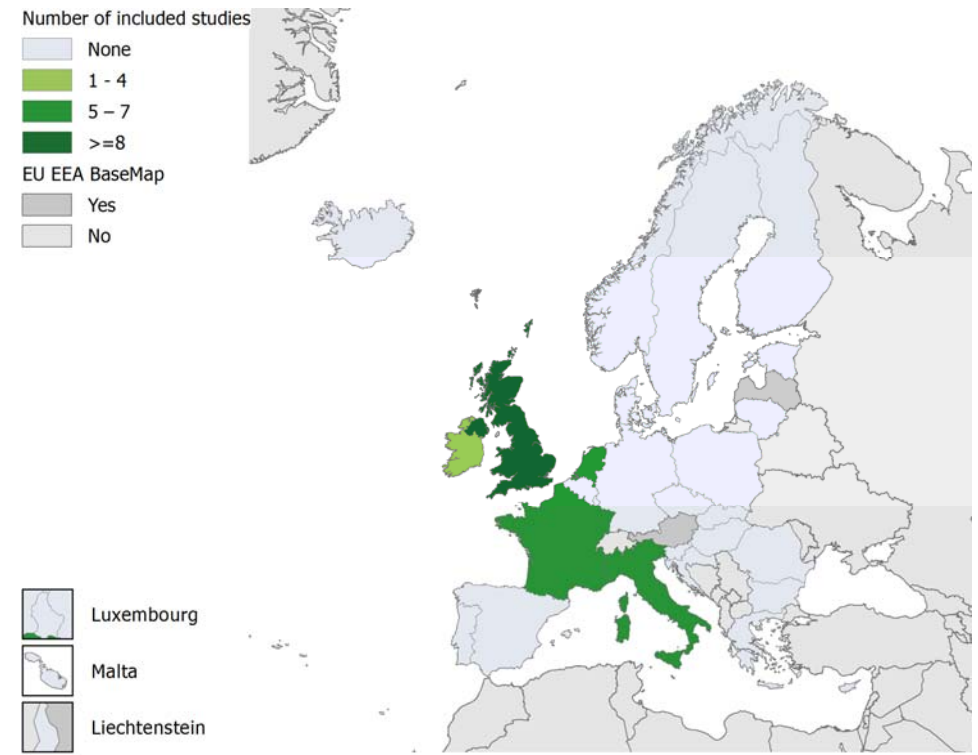 Number of included studies
None
1 - 4
5 – 7
>=8
EU EEA BaseMap
Yes
No
Luxembourg
Malta
Liechtenstein